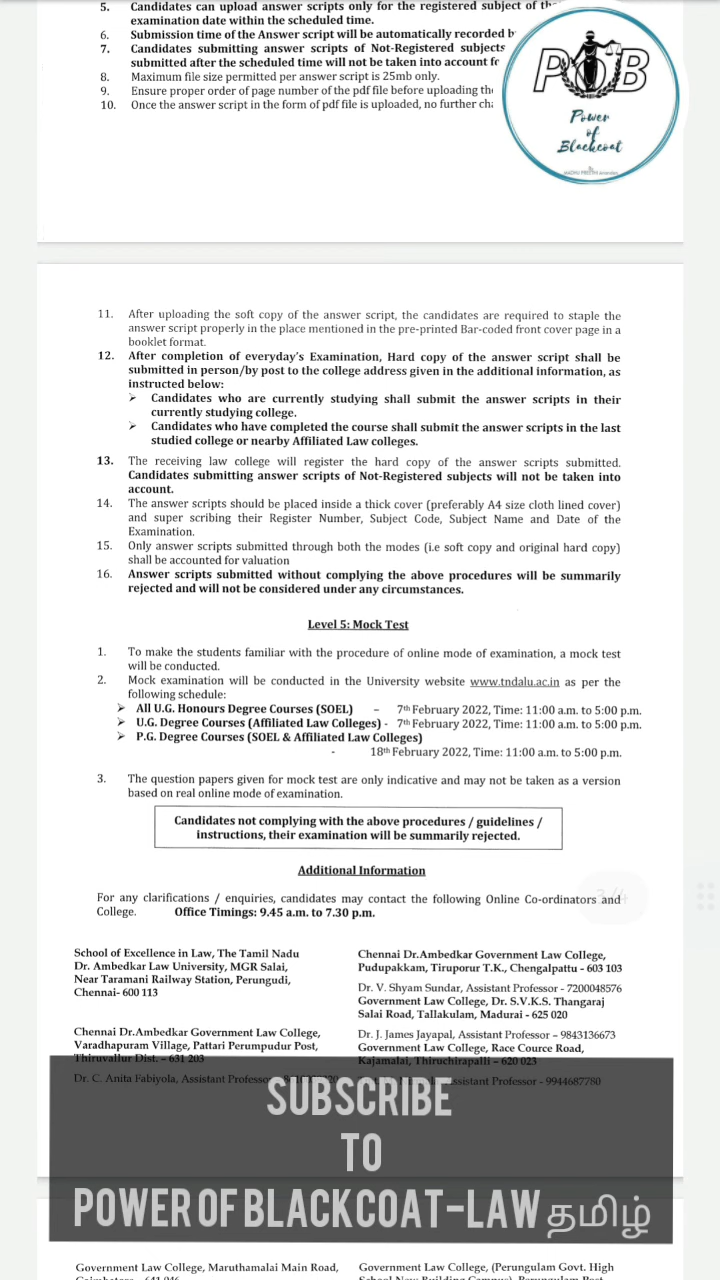 5. Candidates can upload answer scripts only for the registered subject of
examination date within the scheduled time.
6. Submission time of the Answer script will be automatically recorded
7. Candidates submitting answer scripts of Not-Registered subjects
submitted after the scheduled time will not be taken into account
8. Maximum file size permitted per answer script is 25mb only.
9. Ensure proper order of page number of the pdf file before uploading
10. Once the answer script in the form of pdf file is uploaded, no further
POB
Power
of
Blackcoat
11. After uploading the soft copy of the answer script, the candidates are required to staple the
answer script properly in the place mentioned in the pre-printed Bar-coded front cover page in a
booklet format.
12. After completion of everyday's Examination, Hard copy of the answer script shall be
submitted in person/by post to the college address given in the additional information, as
instructed below:
➢ Candidates who are currently studying shall submit the answer scripts in their
currently studying college.
➢ Candidates who have completed the course shall submit the answer scripts in the last
studied college or nearby Affiliated Law colleges.
13. The receiving law college will register the hard copy of the answer scripts submitted.
Candidates submitting answer scripts of Not-Registered subjects will not be taken into
account.
14. The answer scripts should be placed inside a thick cover (preferably A4 size cloth lined cover)
and super scribing their Register Number, Subject Code, Subject Name and Date of the
Examination.
15. Only answer scripts submitted through both the modes (i.e soft copy and original hard copy)
shall be accounted for valuation
16. Answer scripts submitted without complying the above procedures will be summarily
rejected and will not be considered under any circumstances.
Level 5: Mock Test
1. To make the students familiar with the procedure of online mode of examination, a mock test
will be conducted.
2. Mock examination will be conducted in the University website www.tndalu.ac.in as per the
following schedule:
➢ All U.G. Honours Degree Courses (SOEL) – 7th February 2022, Time: 11:00 a.m. to 5:00 p.m.
➢ U.G. Degree Courses (Affiliated Law Colleges) - 7th February 2022, Time: 11:00 a.m. to 5:00 p.m.
➢ P.G. Degree Courses (SOEL & Affiliated Law Colleges)
- 18th February 2022, Time: 11:00 a.m. to 5:00 p.m.
3. The question papers given for mock test are only indicative and may not be taken as a version
based on real online mode of examination.
Candidates not complying with the above procedures / guidelines /
instructions, their examination will be summarily rejected.
Additional Information
For any clarifications / enquiries, candidates may contact the following Online Co-ordinators and
College. Office Timings: 9.45 a.m. to 7.30 p.m.
3/4
School of Excellence in Law, The Tamil Nadu
Dr. Ambedkar Law University, MGR Salai,
Near Taramani Railway Station, Perungudi,
Chennai- 600 113
Chennai Dr.Ambedkar Government Law College,
Varadhapuram Village, Pattari Perumpudur Post,
Thiruvallur Dist. – 631 203
Dr. C. Anita Fabiyola, Assistant Professor
Chennai Dr.Ambedkar Government Law College,
Pudupakkam, Tiruporur T.K., Chengalpattu - 603 103
Dr. V. Shyam Sundar, Assistant Professor - 7200048576
Government Law College, Dr. S.V.K.S. Thangaraj
Salai Road, Tallakulam, Madurai - 625 020
Dr. J. James Jayapal, Assistant Professor – 9843136673
Government Law College, Race Cource Road,
Kajamalai, Thiruchirapalli – 620 023
Assistant Professor - 9944687780
SUBSCRIBE
TO
POWER OF BLACKCOAT-LAW தமிழ்
Government Law College, Maruthamalai Main Road,
Government Law College, (Perungulam Govt. High